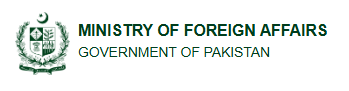 MINISTRY OF FOREIGN AFFAIRS
GOVERNMENT OF PAKISTAN